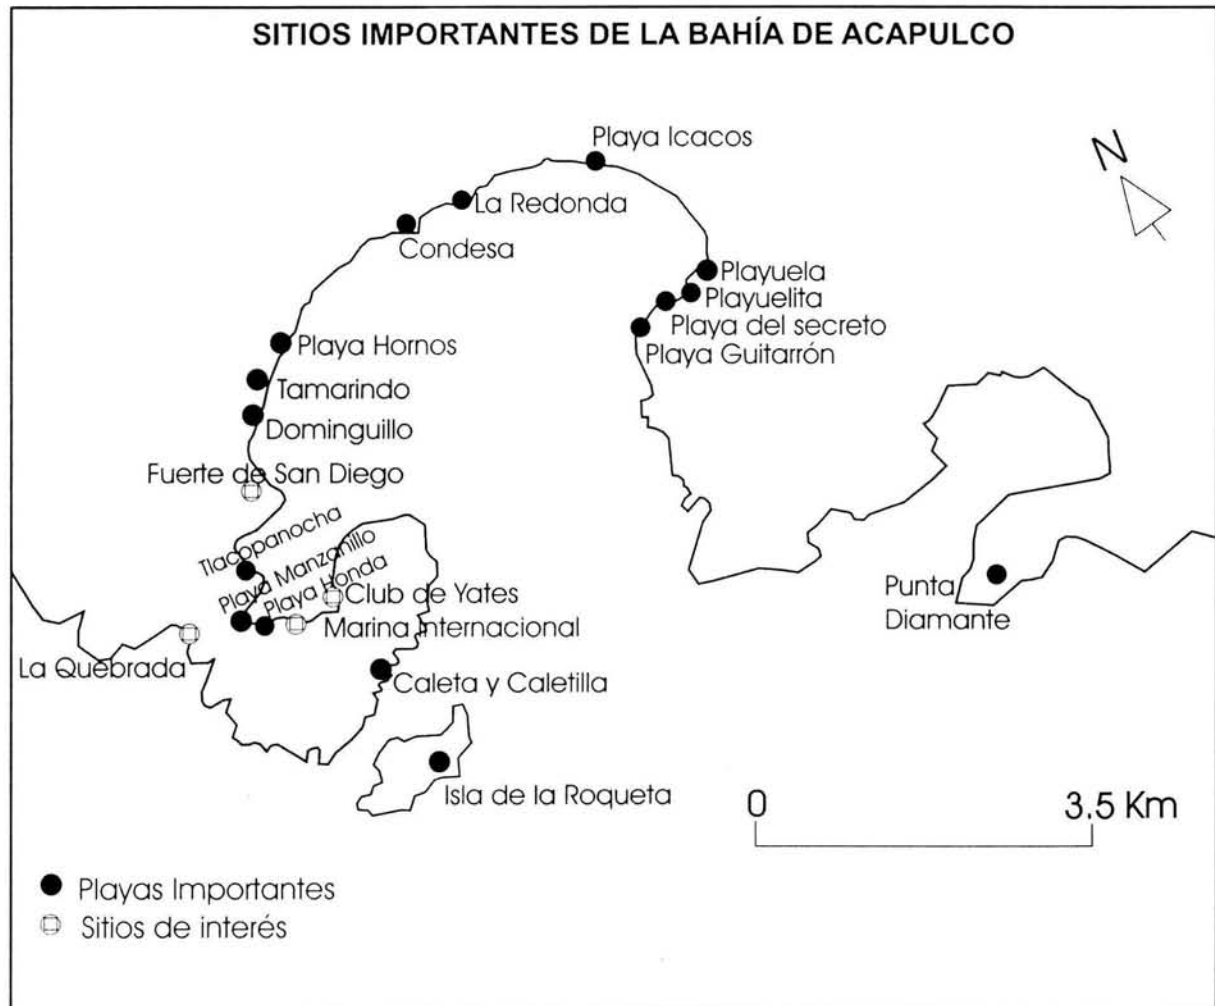 SITIOS IMPORTANTES DE LA BAHÍA DE ACAPULCO
Playa Icacos
N
La Redonda
Condesa
Playuela
Playuelita
Playa del secreto
Playa Guitarrón
Playa Hornos
Tamarindo
Dominguillo
Fuerte de San Diego
Tlacopanocha
Playa Manzanillo
Playa Honda
Club de Yates
Marina Internacional
La Quebrada
Caleta y Caletilla
Punta
Diamante
Isla de la Roqueta
0
3.5 Km
Playas Importantes
Sitios de interés